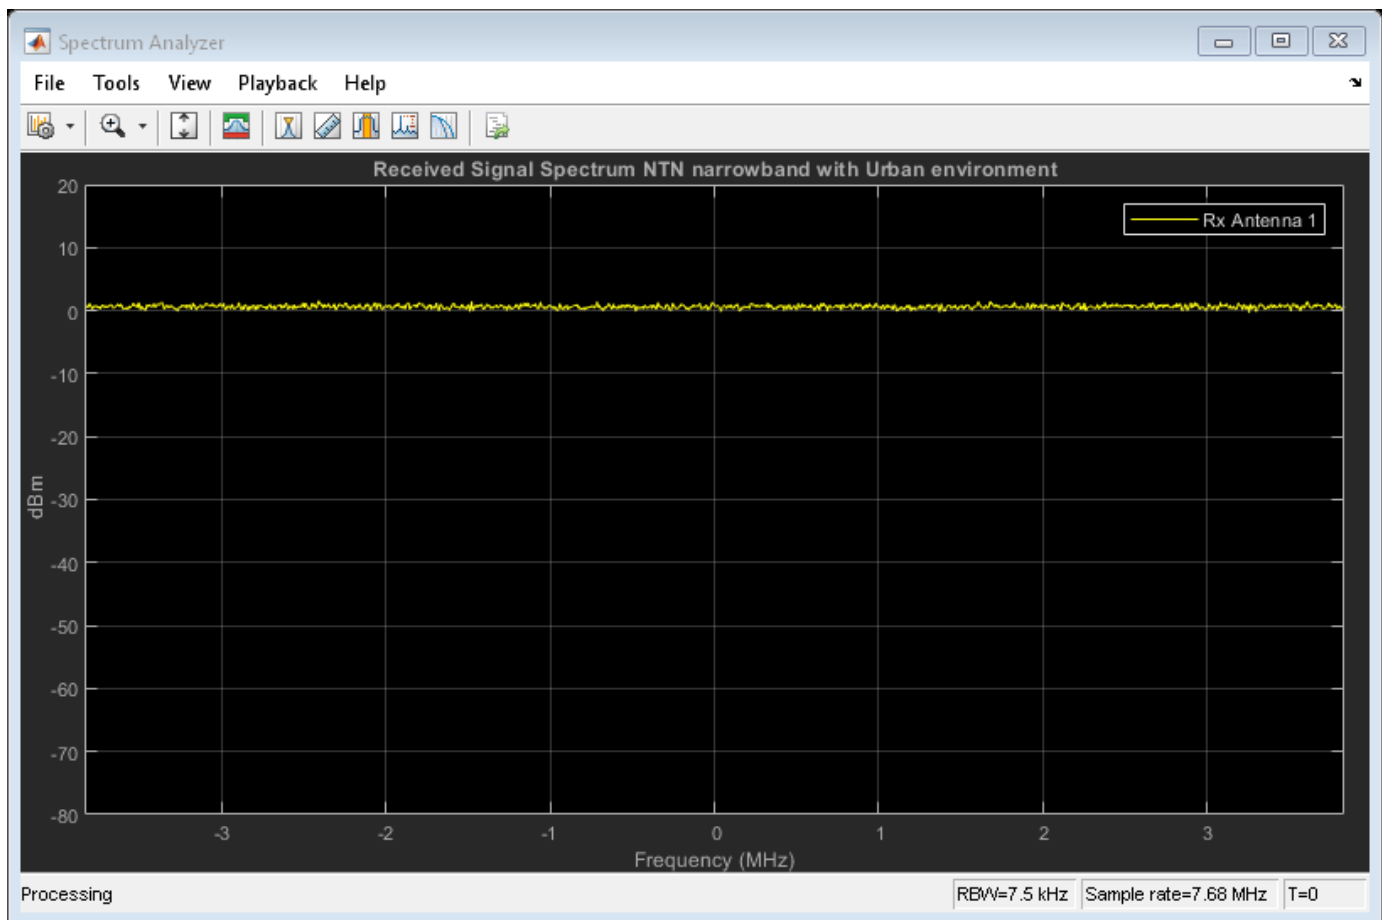 Spectrum Analyzer
File Tools View Playback Help
Received Signal Spectrum NTN narrowband with Urban environment
Rx Antenna 1
20
10
0
-10
-20
-30
-40
-50
-60
-70
-80
dBm
-3 -2 -1 0 1 2 3
Frequency (MHz)
Processing RBW=7.5 kHz Sample rate=7.68 MHz T=0